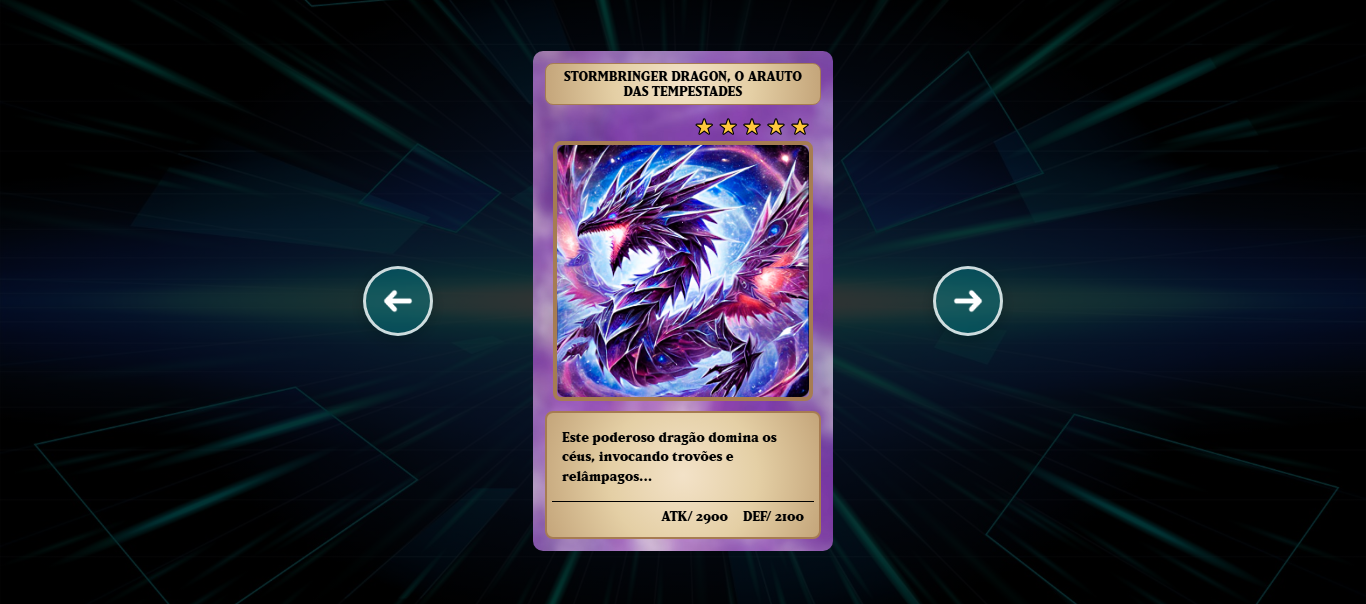 STORMBRINGER DRAGON, O ARAUTO
DAS TEMPESTADES
Este poderoso dragão domina os
céus, invocando trovões e
relâmpagos...
ATK/ 2900 DEF/ 2100